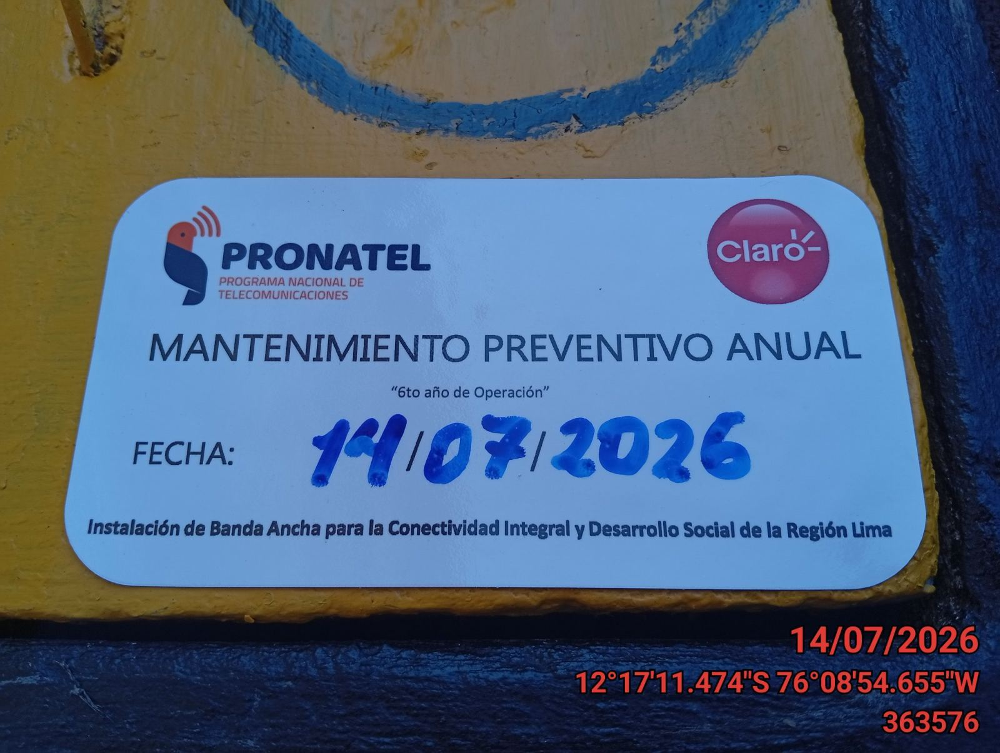 PRONATEL
PROGRAMA NACIONAL DE
TELECOMUNICACIONES
Claro
MANTENIMIENTO PREVENTIVO ANUAL
“6to año de Operación”
FECHA: 14/07/2026
Instalación de Banda Ancha para la Conectividad Integral y Desarrollo Social de la Región Lima
14/07/2026
12°17'11.474"S 76°08'54.655"W
363576